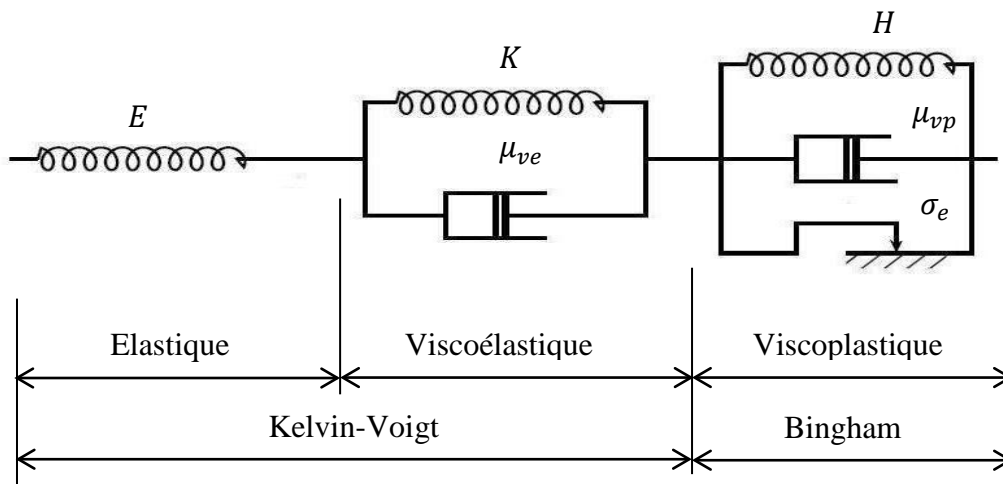 H
K
E
μ_vp
μ_ve
σ_e
Elastique Viscoélastique Viscoplastique
Kelvin-Voigt Bingham